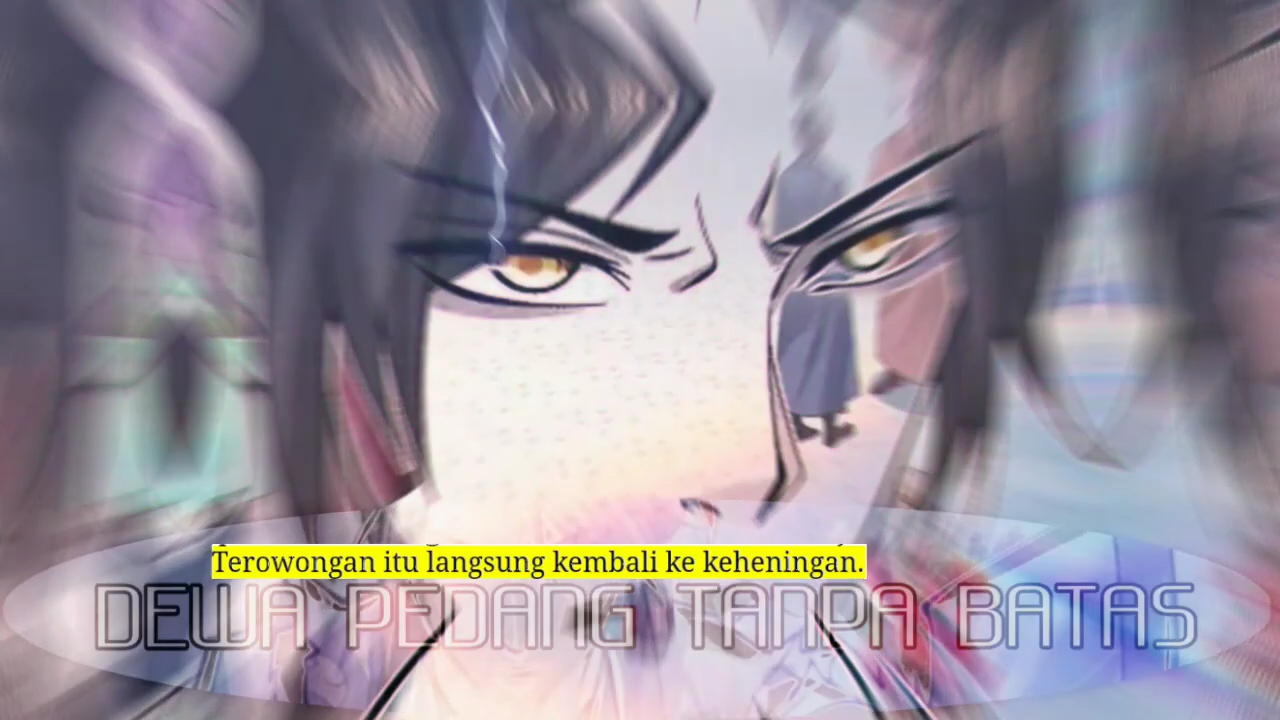 Terowongan itu langsung kembali ke keheningan.
DEWA PEDANG TANPA BATAS